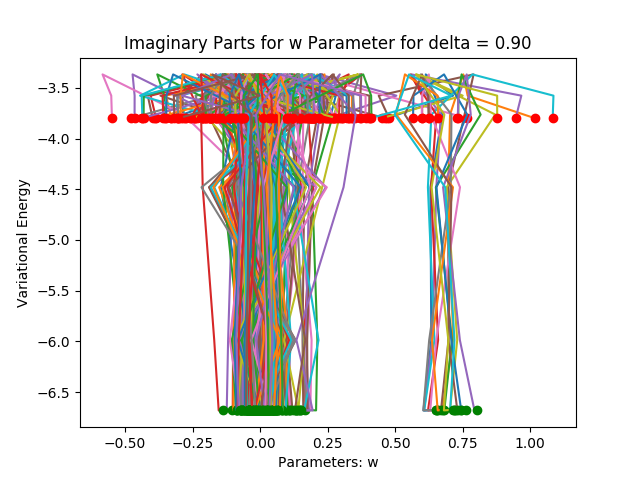 Imaginary Parts for w Parameter for delta = 0.90
Variational Energy
−3.5
−4.0
−4.5
−5.0
−5.5
−6.0
−6.5
−0.50 −0.25 0.00 0.25 0.50 0.75 1.00
Parameters: w